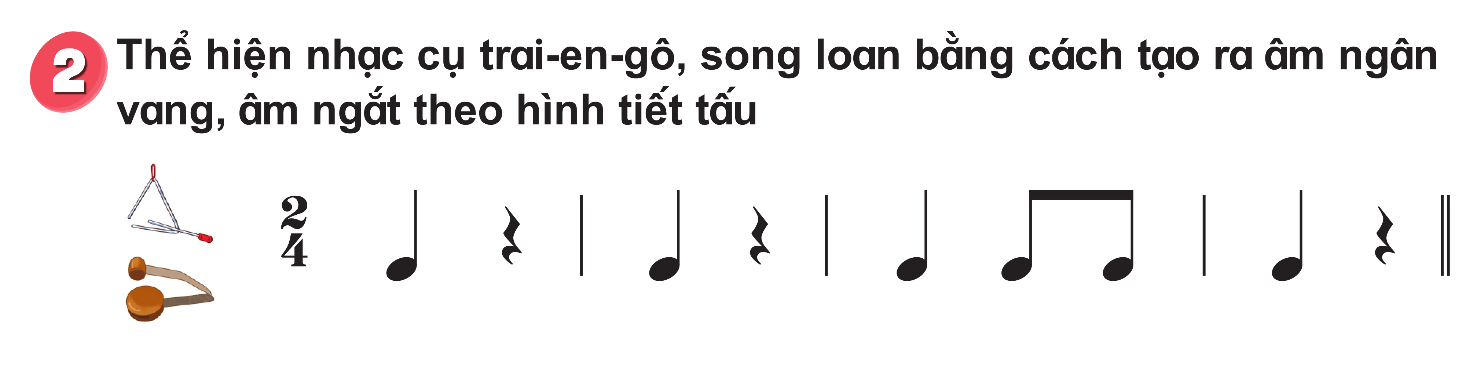 2 Thể hiện nhạc cụ trai-en-gô, song loan bằng cách tạo ra âm ngân
vang, âm ngắt theo hình tiết tấu
2
4